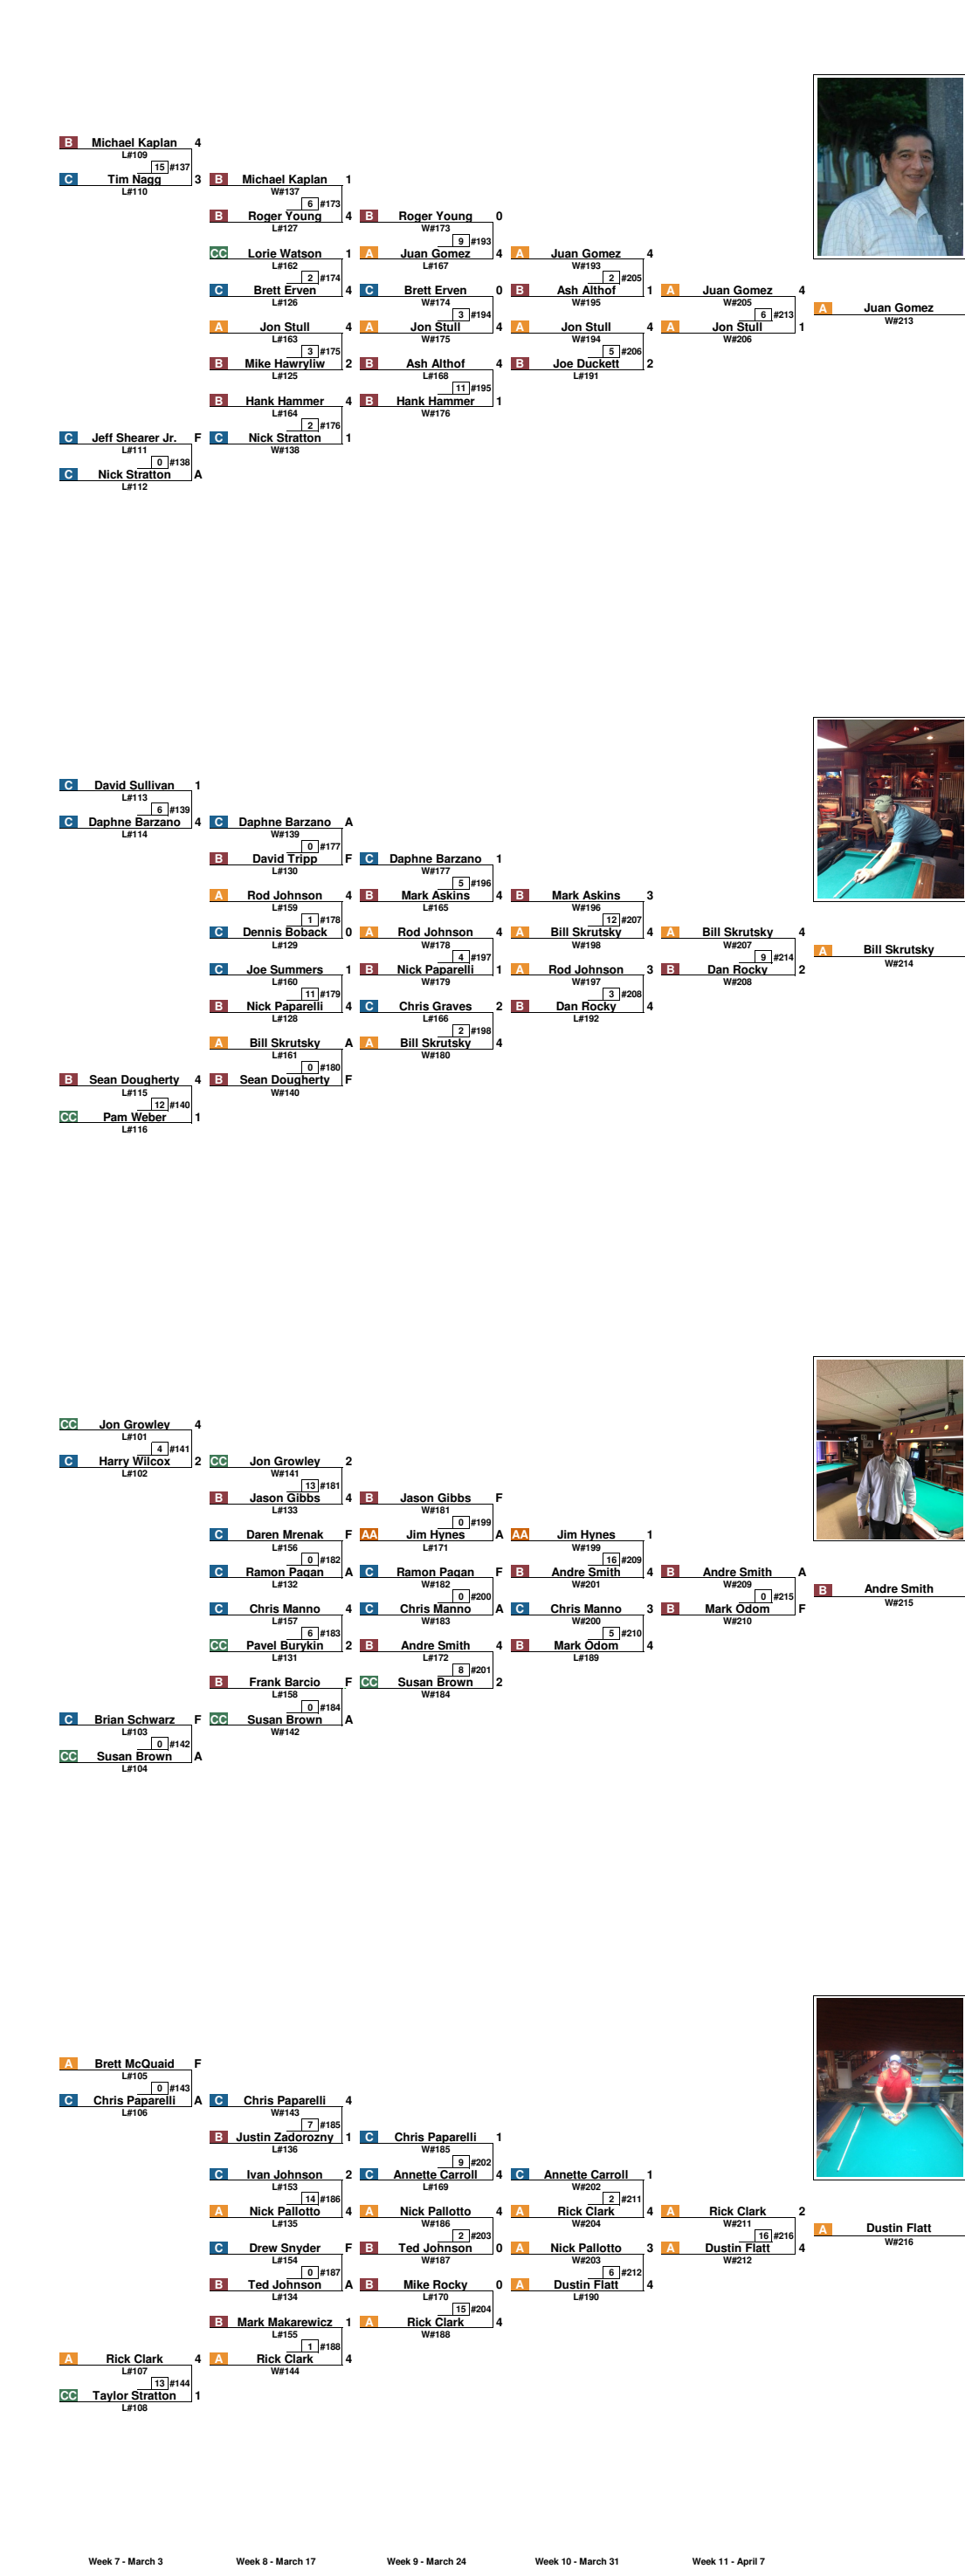 B Michael Kaplan 4
L#109
15 #137
C Tim Nagg 3 B Michael Kaplan 1
L#110 W#137
6 #173
B Roger Young 4 B Roger Young 0
L#127 W#173
9 #193
CC Lorie Watson 1 A Juan Gomez 4 A Juan Gomez 4
L#162 L#167 W#193
2 #174 2 #205
C Brett Erven 4 C Brett Erven 0 B Ash Althof 1 A Juan Gomez 4
L#126 W#174 W#195 W#205
3 #194 6 #213 A Juan Gomez
W#213
A Jon Stull 4 A Jon Stull 4 A Jon Stull 4 A Jon Stull 1
L#163 W#175 W#194 W#206
3 #175 5 #206
B Mike Hawryliw 2 B Ash Althof 4 B Joe Duckett 2
L#125 L#168 L#191
11 #195
B Hank Hammer 4 B Hank Hammer 1
L#164 W#176
2 #176
C Jeff Shearer Jr. F C Nick Stratton 1
L#111 W#138
0 #138
C Nick Stratton A
L#112
C David Sullivan 1
L#113
6 #139
C Daphne Barzano 4 C Daphne Barzano A
L#114 W#139
0 #177
B David Tripp F C Daphne Barzano 1
L#130 W#177
5 #196
A Rod Johnson 4 B Mark Askins 4 B Mark Askins 3
L#159 L#165 W#196
1 #178 12 #207
C Dennis Boback 0 A Rod Johnson 4 A Bill Skrutsky 4 A Bill Skrutsky 4
L#129 W#178 W#198 W#207
4 #197 9 #214 A Bill Skrutsky
W#214
C Joe Summers 1 B Nick Paparelli 1 A Rod Johnson 3 B Dan Rocky 2
L#160 W#179 W#197 W#208
11 #179 3 #208
B Nick Paparelli 4 C Chris Graves 2 B Dan Rocky 4
L#128 L#166 L#192
2 #198
A Bill Skrutsky A A Bill Skrutsky 4
L#161 W#180
0 #180
B Sean Dougherty 4 B Sean Dougherty F
L#115 W#140
12 #140
CC Pam Weber 1
L#116
CC Jon Growley 4
L#101
4 #141
C Harry Wilcox 2 CC Jon Growley 2
L#102 W#141
13 #181
B Jason Gibbs 4 B Jason Gibbs F
L#133 W#181
0 #199
C Daren Mrenak F AA Jim Hynes A AA Jim Hynes 1
L#156 L#171 W#199
0 #182 16 #209
C Ramon Pagan A C Ramon Pagan F B Andre Smith 4 B Andre Smith A
L#132 W#182 W#201 W#209
0 #200 0 #215 B Andre Smith
W#215
C Chris Manno 4 C Chris Manno A C Chris Manno 3 B Mark Odom F
L#157 W#183 W#200 W#210
6 #183 5 #210
CC Pavel Burykin 2 B Andre Smith 4 B Mark Odom 4
L#131 L#172 L#189
8 #201
B Frank Barcio F CC Susan Brown 2
L#158 W#184
0 #184
C Brian Schwarz F CC Susan Brown A
L#103 W#142
0 #142
CC Susan Brown A
L#104
A Brett McQuaid F
L#105
0 #143
C Chris Paparelli A C Chris Paparelli 4
L#106 W#143
7 #185
B Justin Zadorozny 1 C Chris Paparelli 1
L#136 W#185
9 #202
C Ivan Johnson 2 C Annette Carroll 4 C Annette Carroll 1
L#153 L#169 W#202
14 #186 2 #211
A Nick Pallotto 4 A Nick Pallotto 4 A Rick Clark 4 A Rick Clark 2
L#135 W#186 W#204 W#211
2 #203 16 #216 A Dustin Flatt
W#216
C Drew Snyder F B Ted Johnson 0 A Nick Pallotto 3 A Dustin Flatt 4
L#154 W#187 W#203 W#212
0 #187 6 #212
B Ted Johnson A B Mike Rocky 0 A Dustin Flatt 4
L#134 L#170 L#190
15 #204
B Mark Makarewicz 1 A Rick Clark 4
L#155 W#188
1 #188
A Rick Clark 4 A Rick Clark 4
L#107 W#144
13 #144
CC Taylor Stratton 1
L#108
Week 7 - March 3 Week 8 - March 17 Week 9 - March 24 Week 10 - March 31 Week 11 - April 7